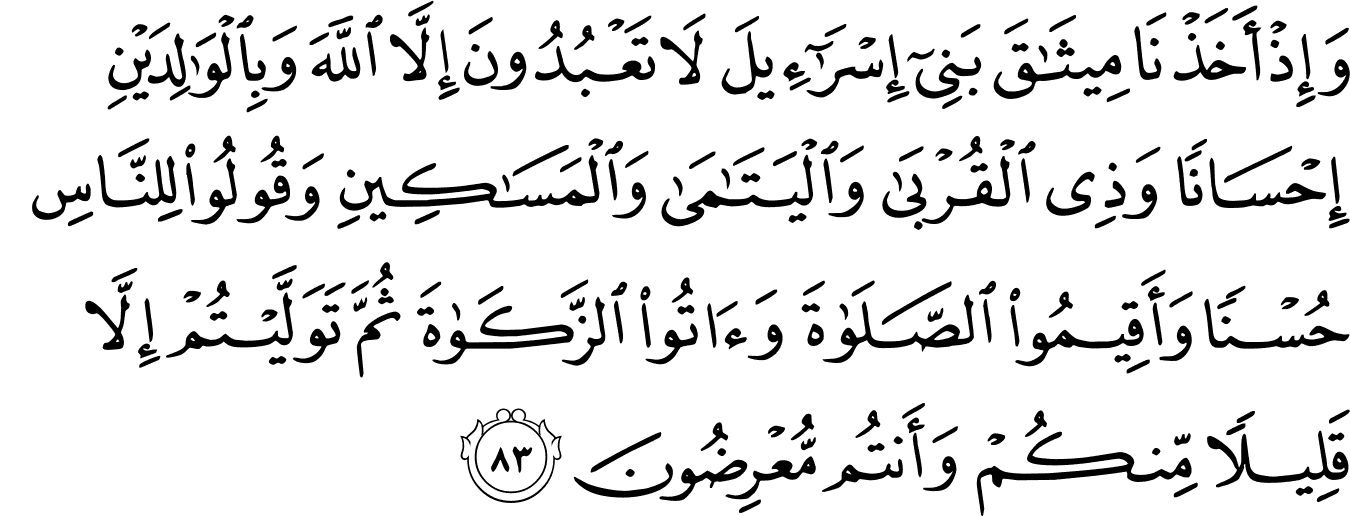 وَإِذْ أَخَذْنَا مِيثَـٰقَ بَنِىٓ إِسْرَٰٓءِيلَ لَا تَعْبُدُونَ إِلَّا ٱللَّهَ وَبِٱلْوَٰلِدَيْنِ
إِحْسَانًا وَذِى ٱلْقُرْبَىٰ وَٱلْيَتَـٰمَىٰ وَٱلْمَسَـٰكِينِ وَقُولُوا۟ لِلنَّاسِ
حُسْنًا وَأَقِيمُوا۟ ٱلصَّلَوٰةَ وَءَاتُوا۟ ٱلزَّكَوٰةَ ثُمَّ تَوَلَّيْتُمْ إِلَّا
قَلِيلًا مِّنكُمْ وَأَنتُم مُّعْرِضُونَ ٨٣